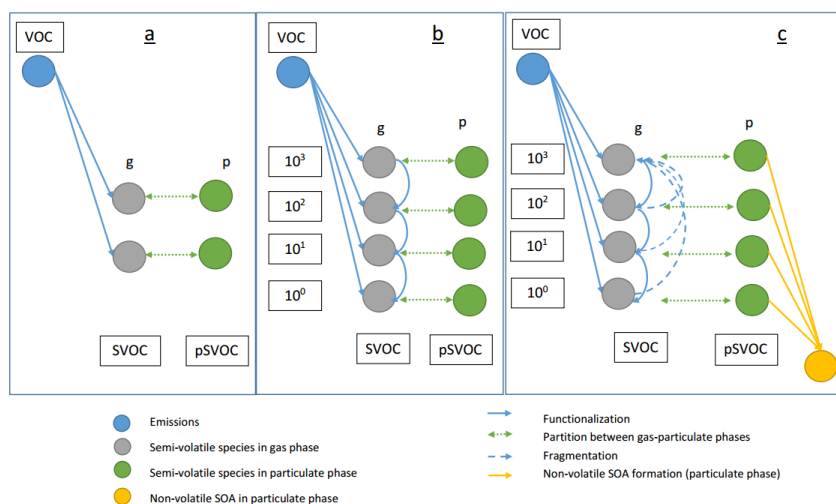 a
VOC
g
p
SVOC
pSVOC
b
VOC
g
p
10³
10²
10¹
10⁰
SVOC
pSVOC
c
VOC
g
p
10³
10²
10¹
10⁰
SVOC
pSVOC
Emissions
Semi-volatile species in gas phase
Semi-volatile species in particulate phase
Non-volatile SOA in particulate phase
Functionalization
Partition between gas-particulate phases
Fragmentation
Non-volatile SOA formation (particulate phase)